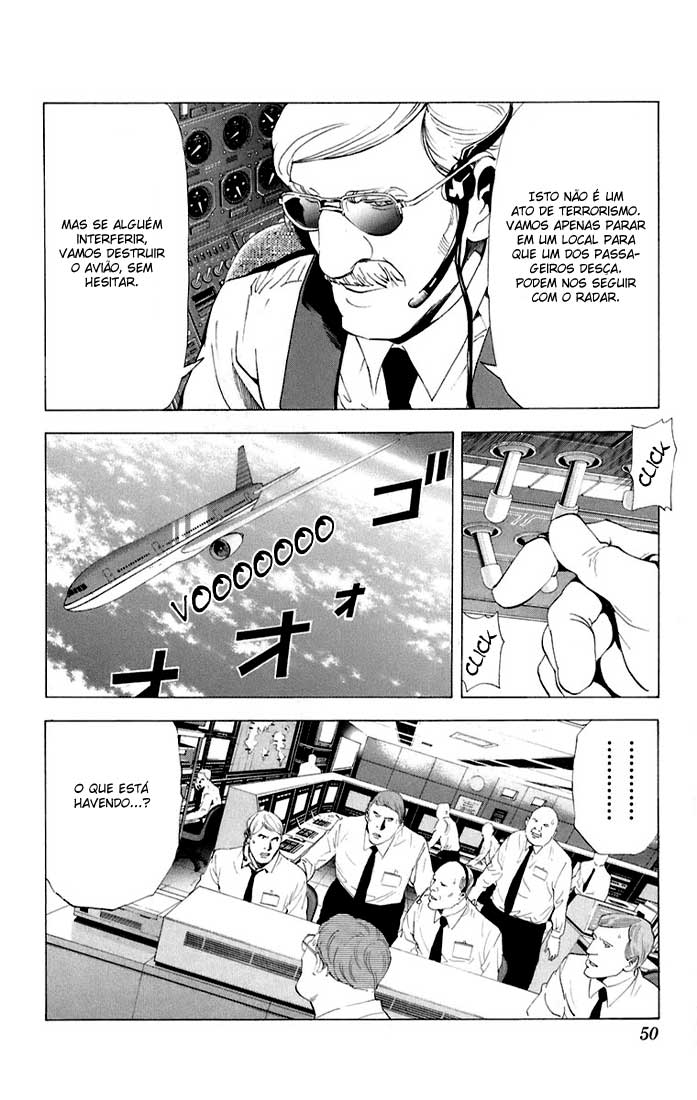 ISTO NÃO É UM
ATO DE TERRORISMO.
VAMOS APENAS PARAR
EM UM LOCAL PARA
QUE UM DOS PASSA-
GEIROS DESÇA.
PODEM NOS SEGUIR
COM O RADAR.
MAS SE ALGUÉM
INTERFERIR,
VAMOS DESTRUIR
O AVIÃO, SEM
HESITAR.
CLICK
CLICK
ゴ
オ
オ
オ
VOOOOOOO
.........
O QUE ESTÁ
HAVENDO...?
50